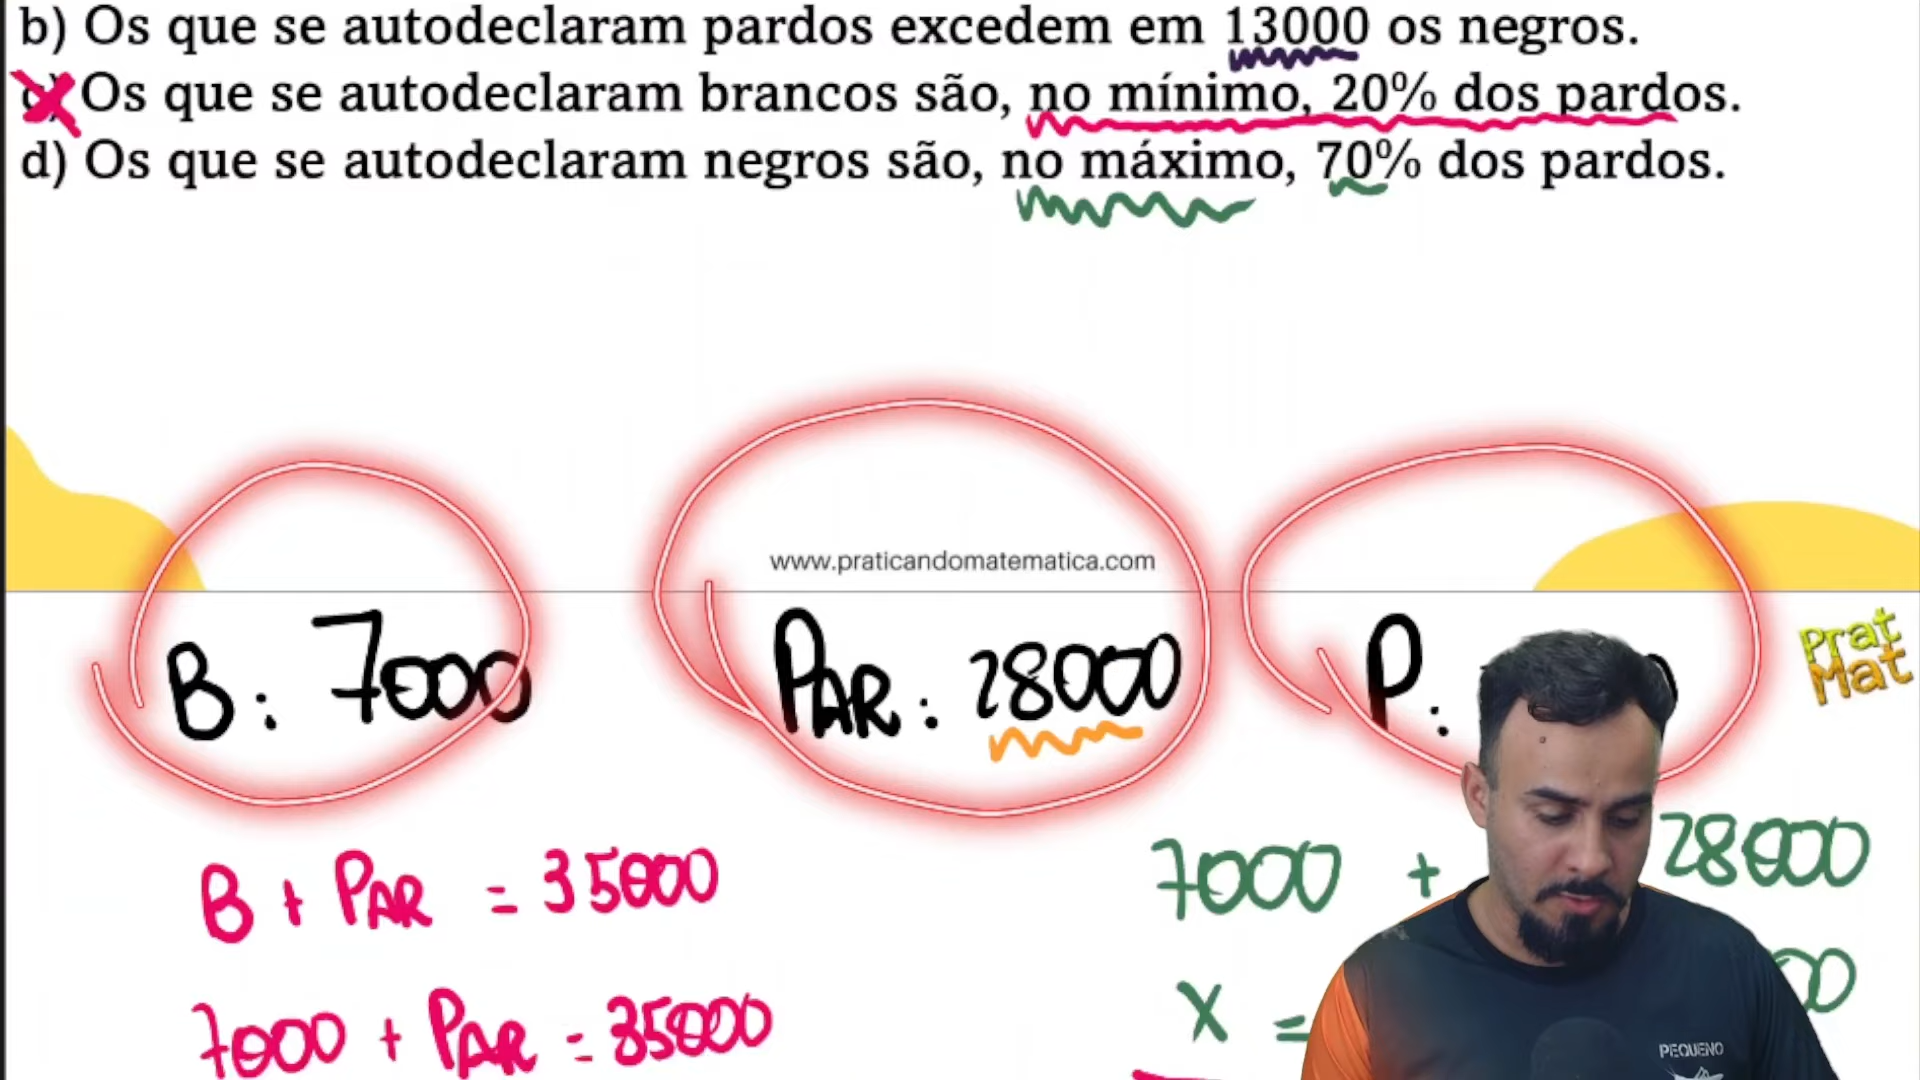 b) Os que se autodeclaram pardos excedem em 13000 os negros.
Os que se autodeclaram brancos são, no mínimo, 20% dos pardos.
d) Os que se autodeclaram negros são, no máximo, 70% dos pardos.
www.praticandomatematica.com
B: 7000 PAR: 28000 P:
Prat
Mat
7000 + 28000
B + PAR = 35000
X =
7000 + PAR = 35000
PEQUENO